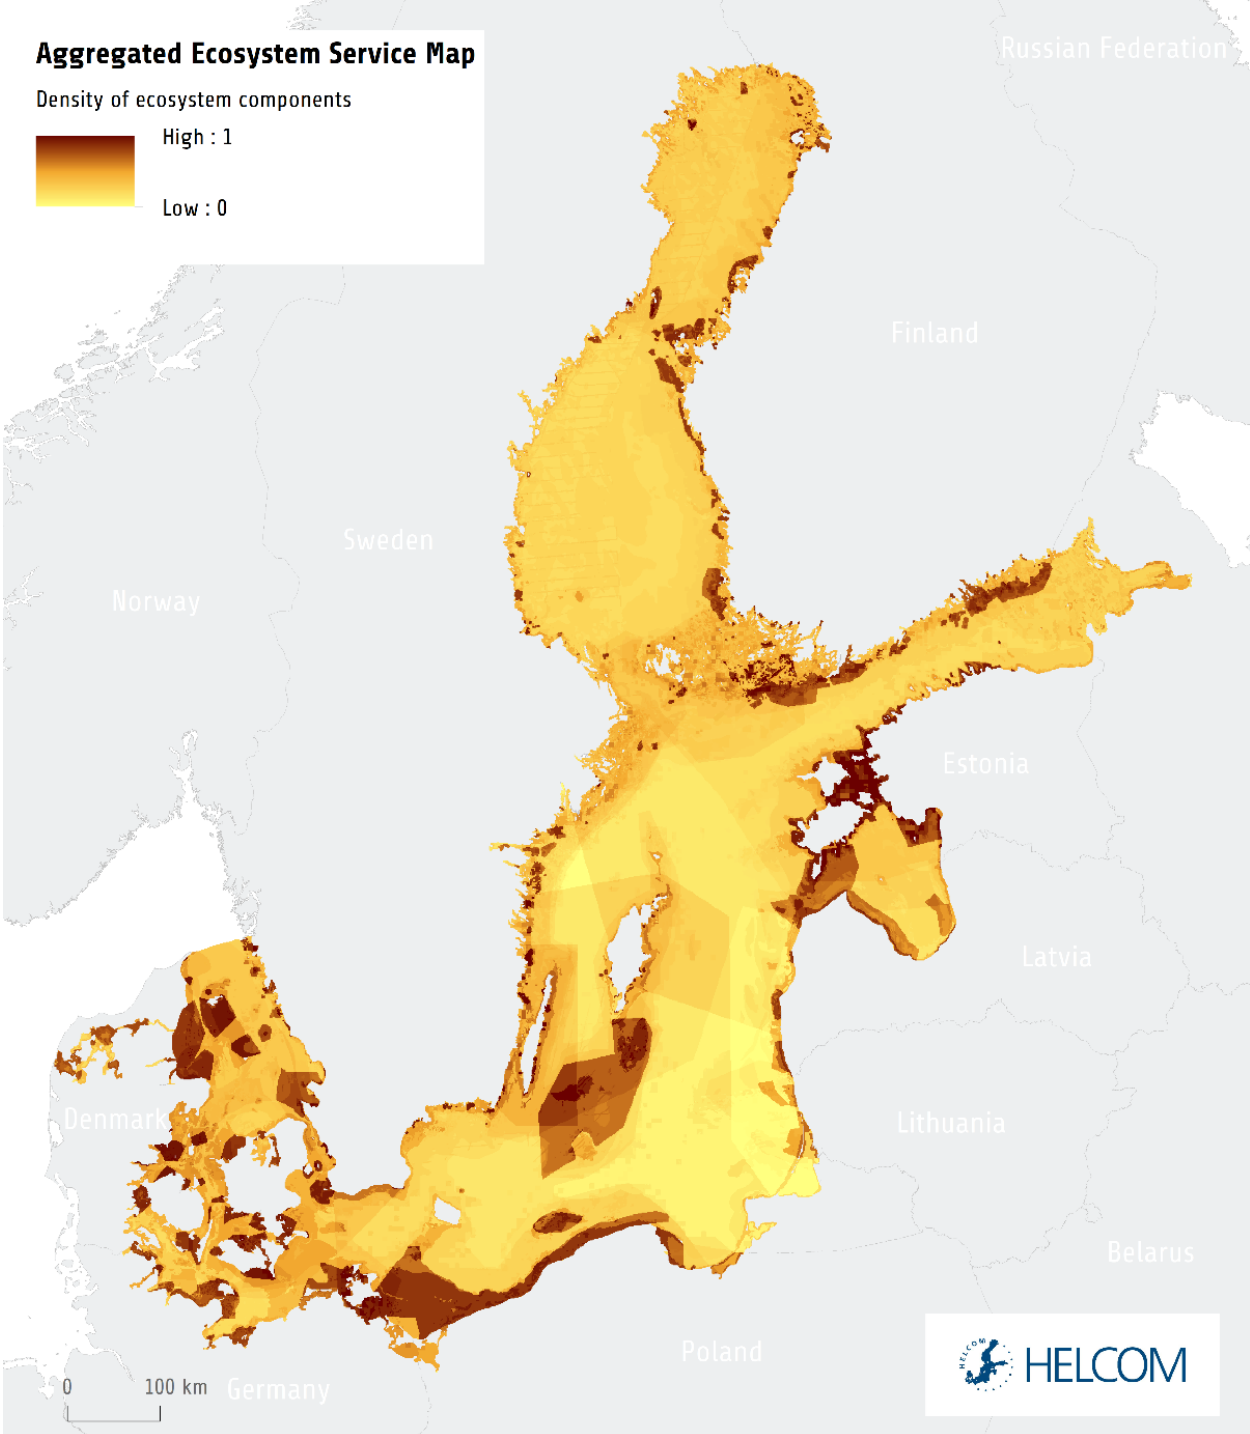 Aggregated Ecosystem Service Map
Density of ecosystem components
High : 1
Low : 0
Russian Federation
Finland
Sweden
Norway
Estonia
Latvia
Denmark
Lithuania
Belarus
Poland
HELCOM
HELCOM
0 100 km
Germany